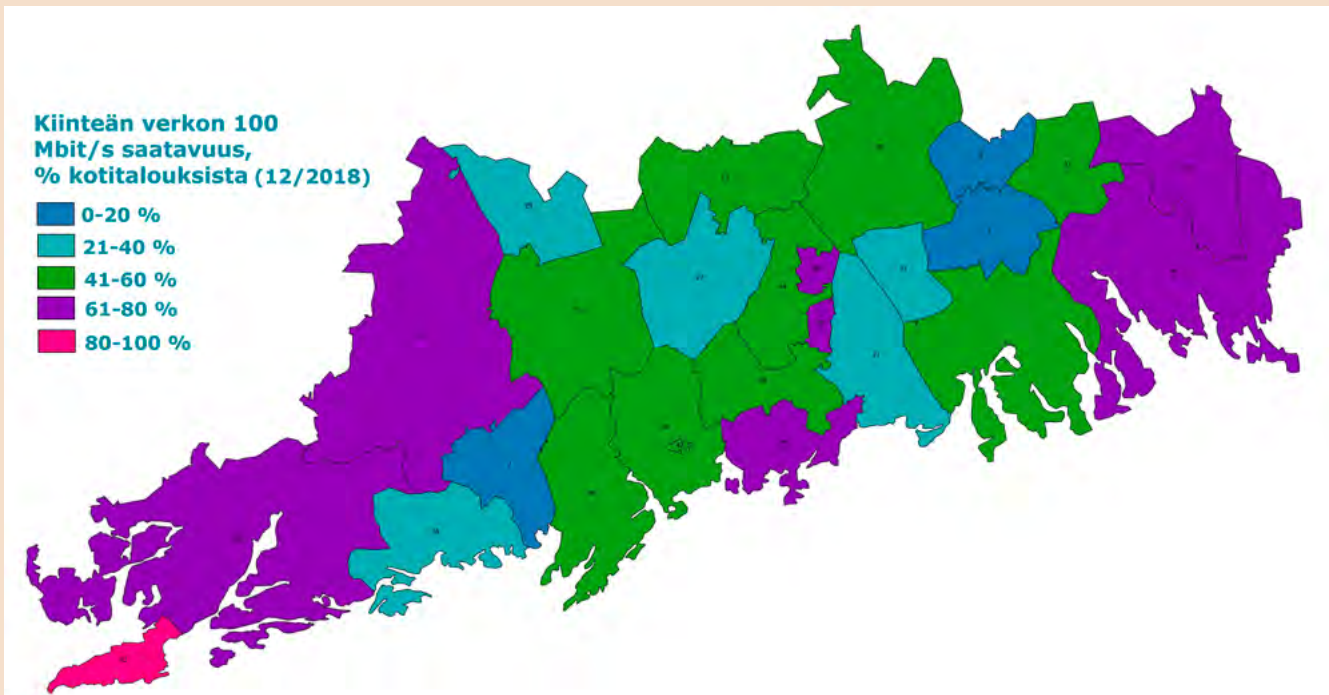 Kiinteän verkon 100
Mbit/s saatavuus,
% kotitalouksista (12/2018)
0-20 %
21-40 %
41-60 %
61-80 %
80-100 %